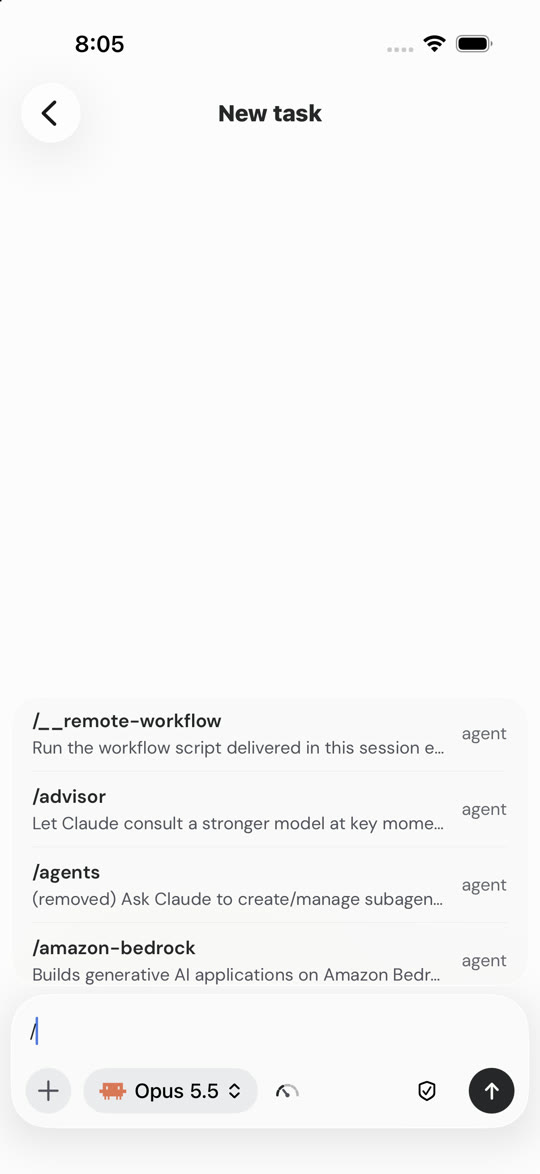 8:05
New task
/__remote-workflow
Run the workflow script delivered in this session e…
agent
/advisor
Let Claude consult a stronger model at key mome…
agent
/agents
(removed) Ask Claude to create/manage subagen…
agent
/amazon-bedrock
Builds generative AI applications on Amazon Bedr…
agent
/
Opus 5.5